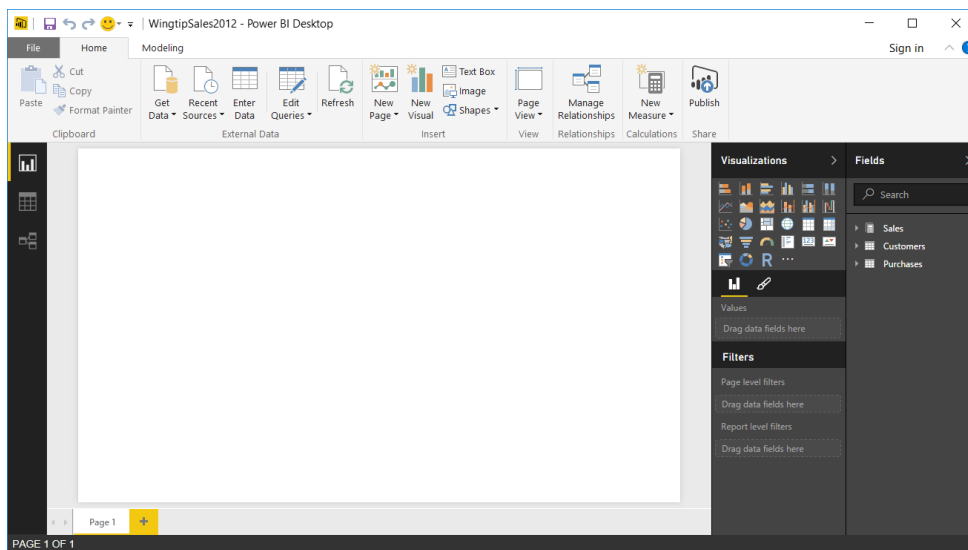 WingtipSales2012 - Power BI Desktop
File Home Modeling Sign in
Paste
Cut
Copy
Format Painter
Clipboard
Get Data
Recent Sources
Enter Data
Edit Queries
Refresh
External Data
New Page
New Visual
Text Box
Image
Shapes
Insert
Page View
View
Manage Relationships
Relationships
New Measure
Calculations
Publish
Share
Visualizations
R
123
Values
Drag data fields here
Filters
Page level filters
Drag data fields here
Report level filters
Drag data fields here
Fields
Search
Sales
Customers
Purchases
Page 1
PAGE 1 OF 1